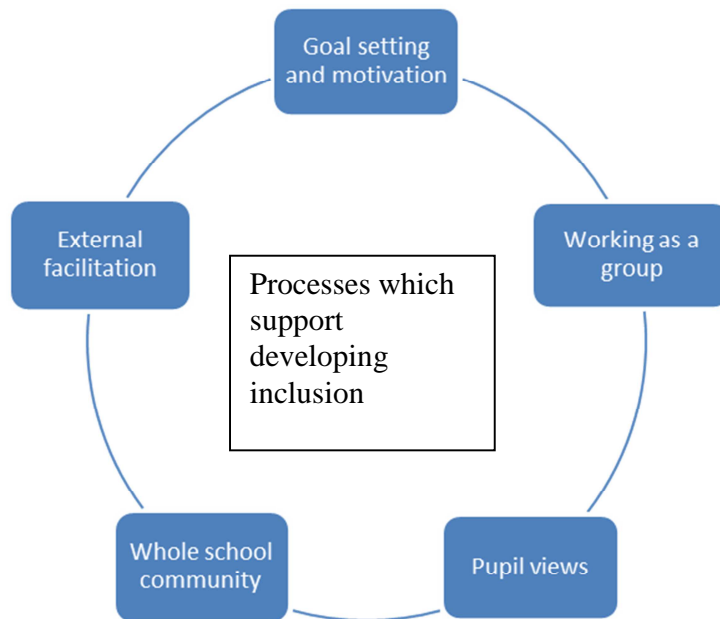 Goal setting
and motivation
External
facilitation
Working as a
group
Processes which
support
developing
inclusion
Whole school
community
Pupil views